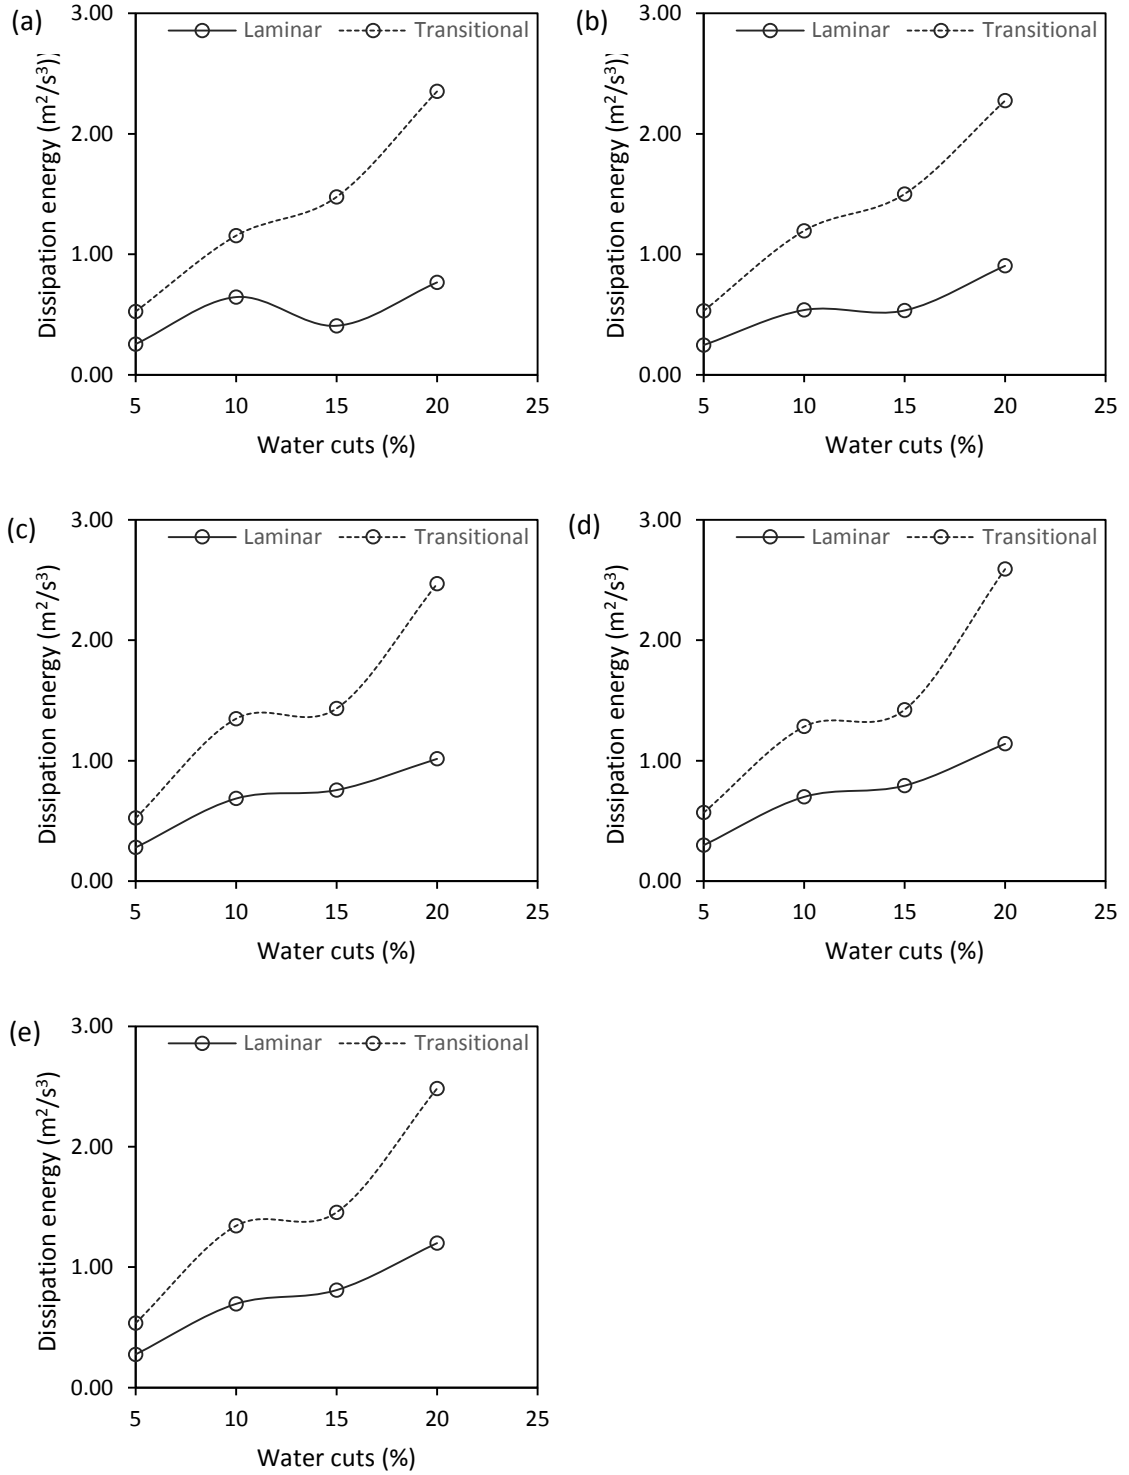 (a)
Laminar Transitional
Dissipation energy (m²/s³)]
3.00
2.00
1.00
0.00
5 10 15 20 25
Water cuts (%)
(b)
Laminar Transitional
Dissipation energy (m²/s³)]
3.00
2.00
1.00
0.00
5 10 15 20 25
Water cuts (%)
(c)
Laminar Transitional
Dissipation energy (m²/s³)
3.00
2.00
1.00
0.00
5 10 15 20 25
Water cuts (%)
(d)
Laminar Transitional
Dissipation energy (m²/s³)
3.00
2.00
1.00
0.00
5 10 15 20 25
Water cuts (%)
(e)
Laminar Transitional
Dissipation energy (m²/s³)
3.00
2.00
1.00
0.00
5 10 15 20 25
Water cuts (%)